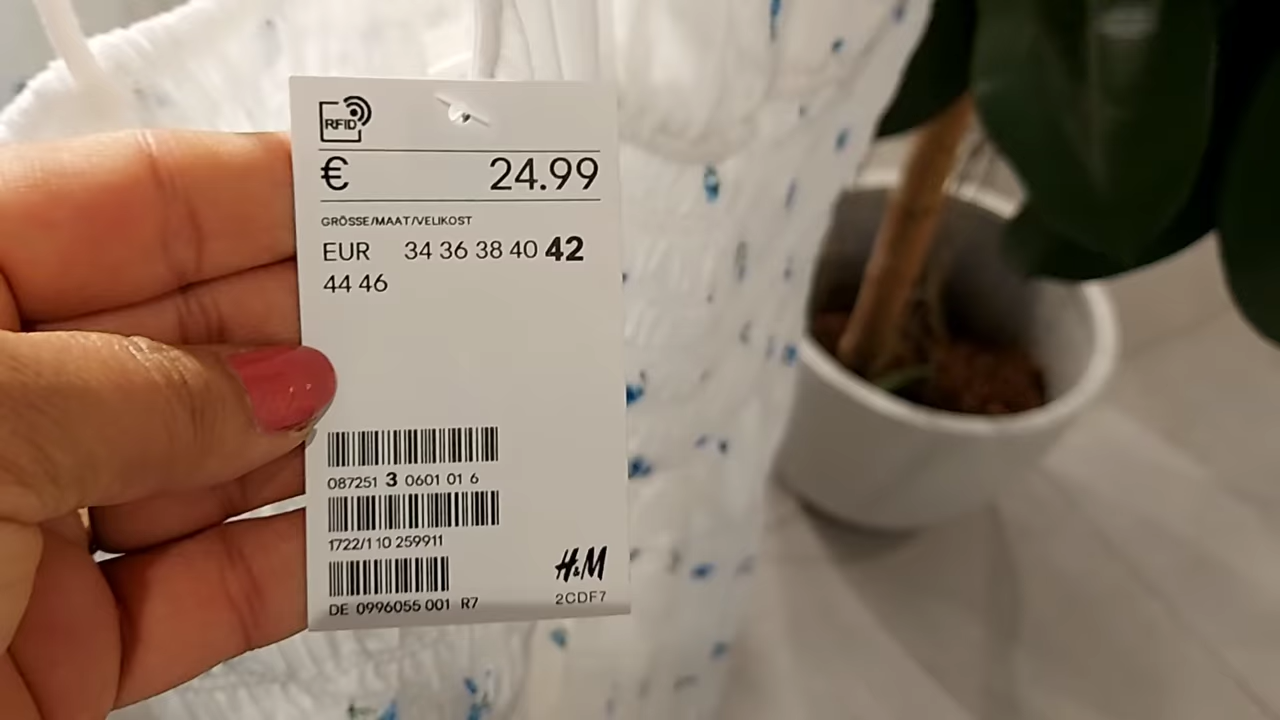 RFID
€ 24.99
GRÖSSE/MAAT/VELIKOST
EUR 34 36 38 40 42
44 46
087251 3 0601 01 6
1722/1 10 259911
H&M
DE 0996055 001 R7
2CDF7